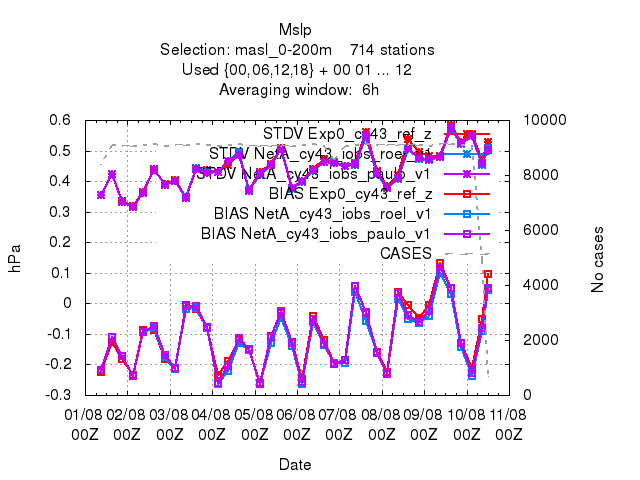 Mslp
Selection: masl_0-200m    714 stations
Used {00,06,12,18} + 00 01 ... 12
Averaging window:  6h
0.6
0.5
0.4
0.3
0.2
0.1
0
-0.1
-0.2
-0.3
hPa
10000
8000
6000
4000
2000
0
No cases
STDV Exp0_cy43_ref_z
STDV NetA_cy43_iobs_roel_v1
STDV NetA_cy43_iobs_paulo_v1
BIAS Exp0_cy43_ref_z
BIAS NetA_cy43_iobs_roel_v1
BIAS NetA_cy43_iobs_paulo_v1
CASES
01/08 02/08 03/08 04/08 05/08 06/08 07/08 08/08 09/08 10/08 11/08
00Z 00Z 00Z 00Z 00Z 00Z 00Z 00Z 00Z 00Z 00Z
Date